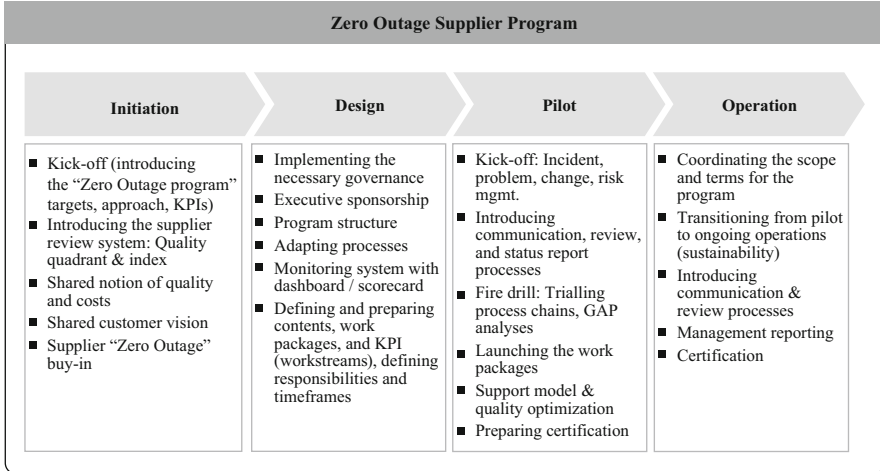 Zero Outage Supplier Program
Initiation
Design
Pilot
Operation
■ Kick-off (introducing
the “Zero Outage program”
targets, approach, KPIs)
■ Introducing the supplier
review system: Quality
quadrant & index
■ Shared notion of quality
and costs
■ Shared customer vision
■ Supplier “Zero Outage”
buy-in
■ Implementing the
necessary governance
■ Executive sponsorship
■ Program structure
■ Adapting processes
■ Monitoring system with
dashboard / scorecard
■ Defining and preparing
contents, work
packages, and KPI
(workstreams), defining
responsibilities and
timeframes
■ Kick-off: Incident,
problem, change, risk
mgmt.
■ Introducing
communication, review,
and status report
processes
■ Fire drill: Trialling
process chains, GAP
analyses
■ Launching the work
packages
■ Support model &
quality optimization
■ Preparing certification
■ Coordinating the scope
and terms for the
program
■ Transitioning from pilot
to ongoing operations
(sustainability)
■ Introducing
communication &
review processes
■ Management reporting
■ Certification